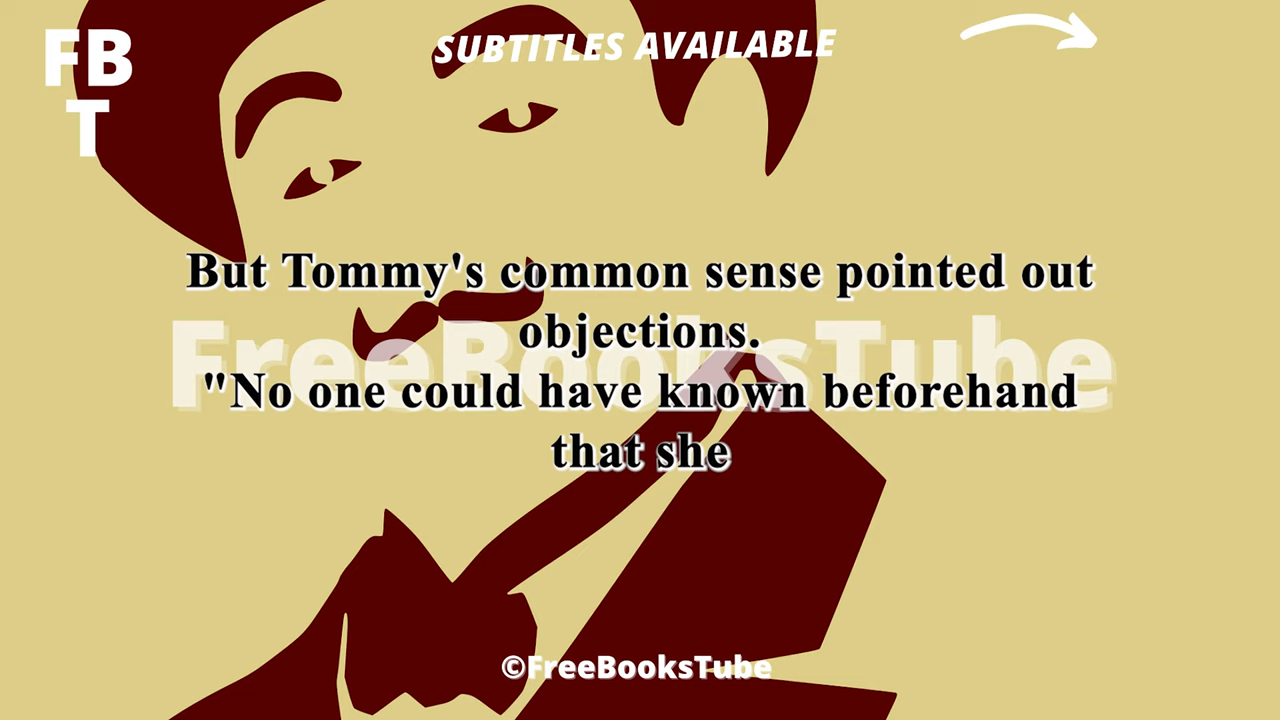 FB
T
SUBTITLES AVAILABLE
But Tommy's common sense pointed out
objections.
FreeBooksTube
"No one could have known beforehand
that she
©FreeBooksTube